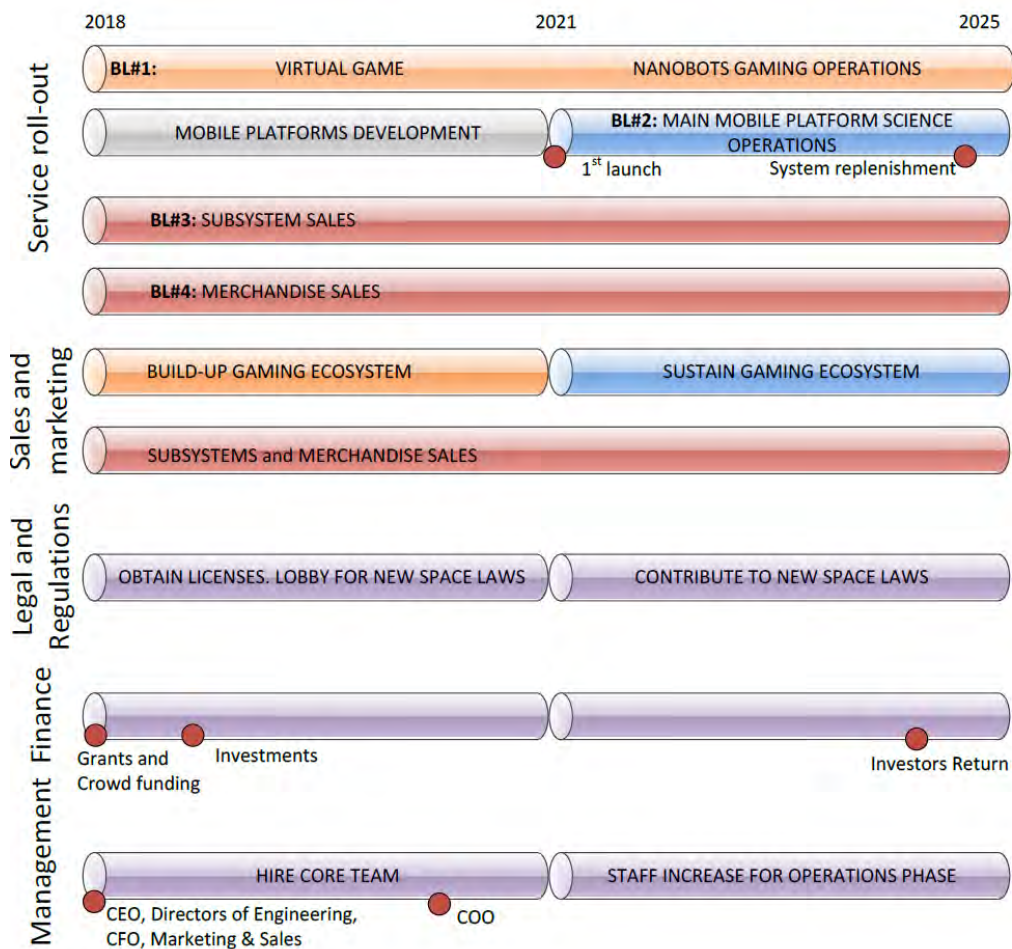 2018 2021 2025
Service roll-out
BL#1: VIRTUAL GAME NANOBOTS GAMING OPERATIONS
MOBILE PLATFORMS DEVELOPMENT
BL#2: MAIN MOBILE PLATFORM SCIENCE
OPERATIONS
1st launch
System replenishment
BL#3: SUBSYSTEM SALES
BL#4: MERCHANDISE SALES
Sales and
marketing
BUILD-UP GAMING ECOSYSTEM
SUSTAIN GAMING ECOSYSTEM
SUBSYSTEMS and MERCHANDISE SALES
Legal and
Regulations
OBTAIN LICENSES. LOBBY FOR NEW SPACE LAWS
CONTRIBUTE TO NEW SPACE LAWS
Finance
Grants and
Crowd funding
Investments
Investors Return
Management
HIRE CORE TEAM
STAFF INCREASE FOR OPERATIONS PHASE
CEO, Directors of Engineering,
CFO, Marketing & Sales
COO